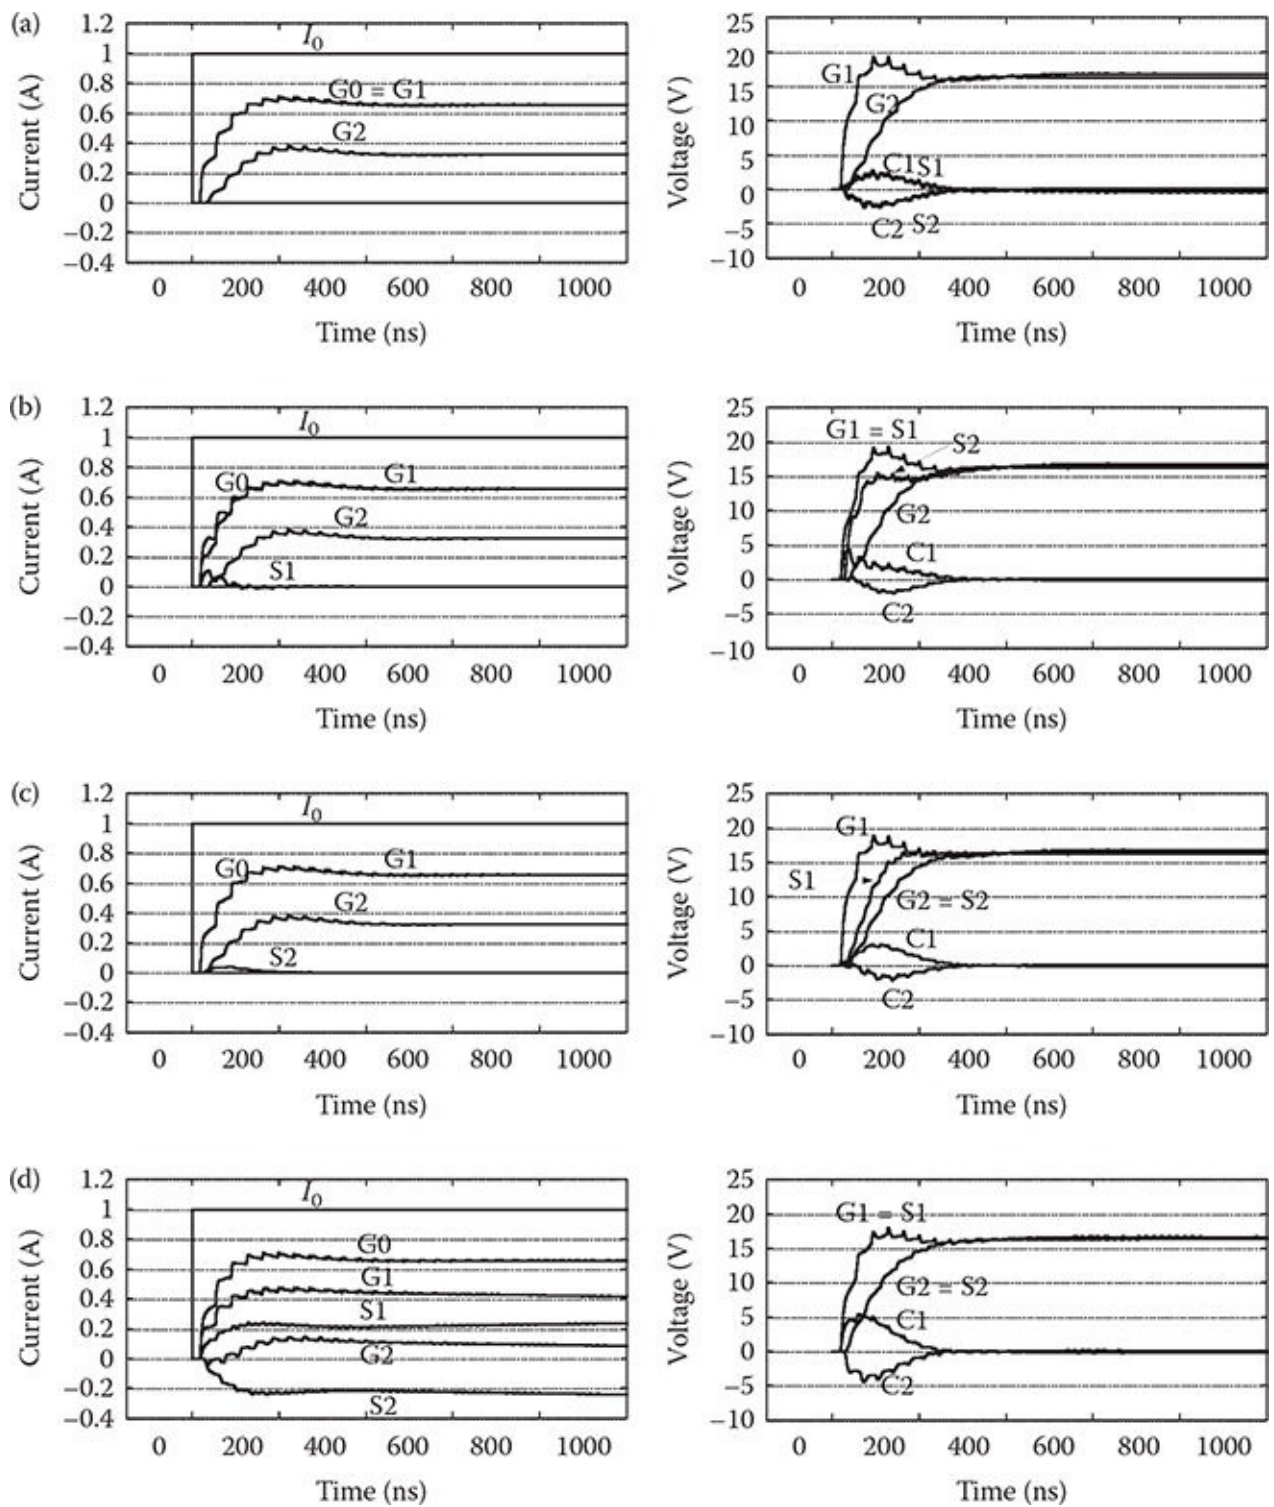 (a)
Current (A)
1.2
1
0.8
0.6
0.4
0.2
0
−0.2
−0.4
I0
G0 = G1
G2
0 200 400 600 800 1000
Time (ns)
Voltage (V)
25
20
15
10
5
0
−5
−10
G1
G2
C1 S1
C2 S2
0 200 400 600 800 1000
Time (ns)
(b)
Current (A)
1.2
1
0.8
0.6
0.4
0.2
0
−0.2
−0.4
I0
G0
G1
G2
S1
0 200 400 600 800 1000
Time (ns)
Voltage (V)
25
20
15
10
5
0
−5
−10
G1 = S1
S2
G2
C1
C2
0 200 400 600 800 1000
Time (ns)
(c)
Current (A)
1.2
1
0.8
0.6
0.4
0.2
0
−0.2
−0.4
I0
G0
G1
G2
S2
0 200 400 600 800 1000
Time (ns)
Voltage (V)
25
20
15
10
5
0
−5
−10
G1
S1
G2 = S2
C1
C2
0 200 400 600 800 1000
Time (ns)
(d)
Current (A)
1.2
1
0.8
0.6
0.4
0.2
0
−0.2
−0.4
I0
G0
G1
S1
G2
S2
0 200 400 600 800 1000
Time (ns)
Voltage (V)
25
20
15
10
5
0
−5
−10
G1 = S1
G2 = S2
C1
C2
0 200 400 600 800 1000
Time (ns)